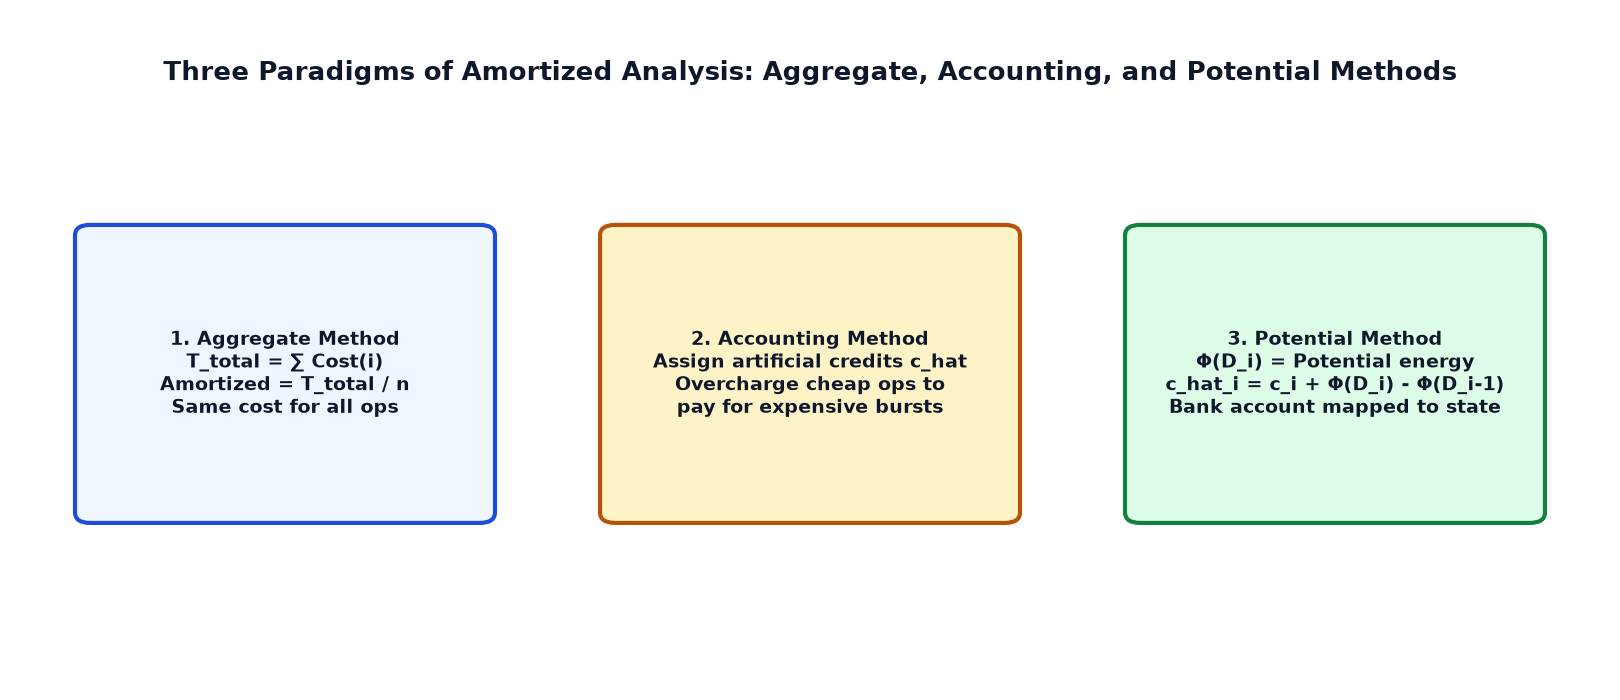 Three Paradigms of Amortized Analysis: Aggregate, Accounting, and Potential Methods
1. Aggregate Method
T_total = ∑ Cost(i)
Amortized = T_total / n
Same cost for all ops
2. Accounting Method
Assign artificial credits c_hat
Overcharge cheap ops to
pay for expensive bursts
3. Potential Method
Φ(D_i) = Potential energy
c_hat_i = c_i + Φ(D_i) - Φ(D_i-1)
Bank account mapped to state